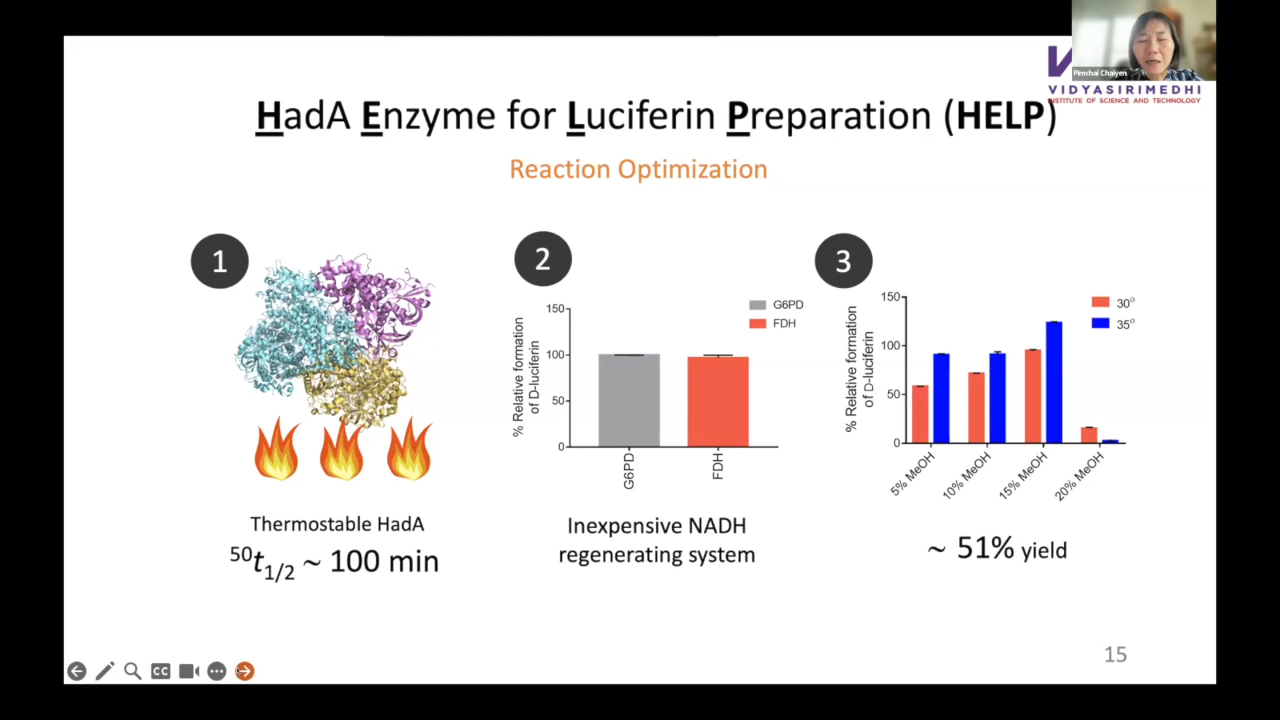 Pimchai Chaiyen
VIDYASIRIMEDHI
INSTITUTE OF SCIENCE AND TECHNOLOGY
HadA Enzyme for Luciferin Preparation (HELP)
Reaction Optimization
1
2
3
% Relative formation
of D-luciferin
150
100
50
0
G6PD
FDH
G6PD
FDH
% Relative formation
of D-luciferin
150
100
50
0
30°
35°
5% MeOH
10% MeOH
15% MeOH
20% MeOH
Thermostable HadA
50t1/2 ~ 100 min
Inexpensive NADH
regenerating system
~ 51% yield
15
CC